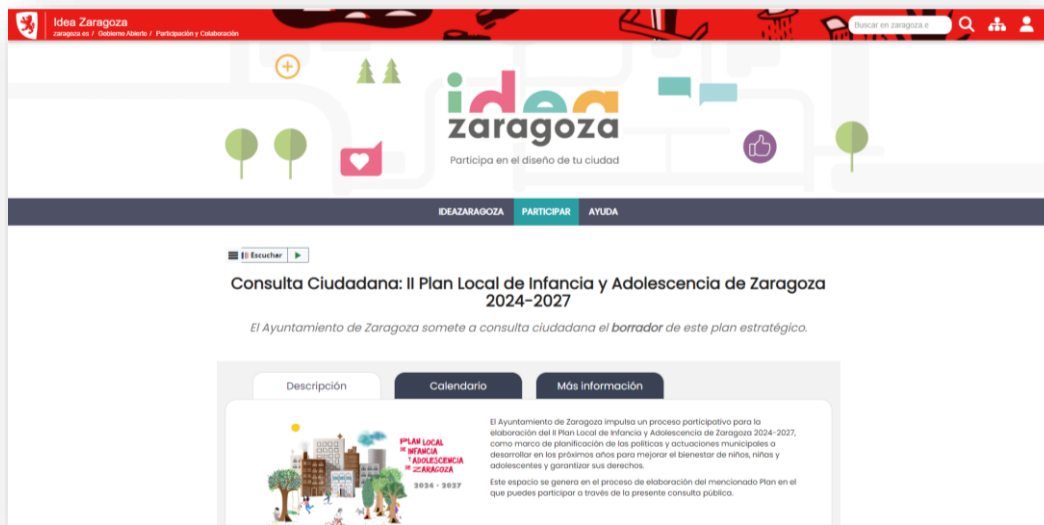 Idea Zaragoza
zaragoza.es / Gobierno Abierto / Participación y Colaboración
Buscar en zaragoza.e
idea
zaragoza
Participa en el diseño de tu ciudad
IDEAZARAGOZA PARTICIPAR AYUDA
Escuchar
Consulta Ciudadana: II Plan Local de Infancia y Adolescencia de Zaragoza
2024-2027
El Ayuntamiento de Zaragoza somete a consulta ciudadana el borrador de este plan estratégico.
Descripción Calendario Más información
PLAN LOCAL
DE INFANCIA
Y ADOLESCENCIA
DE ZARAGOZA
2024 - 2027
El Ayuntamiento de Zaragoza impulsa un proceso participativo para la
elaboración del II Plan Local de Infancia y Adolescencia de Zaragoza 2024-2027,
como marco de planificación de las políticas y actuaciones municipales a
desarrollar en los próximos años para mejorar el bienestar de niños, niñas y
adolescentes y garantizar sus derechos.
Este espacio se genera en el proceso de elaboración del mencionado Plan en el
que puedes participar a través de la presente consulta pública.